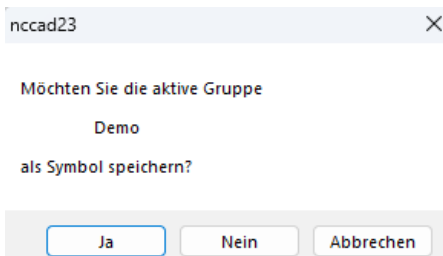 nccad23
Möchten Sie die aktive Gruppe
Demo
als Symbol speichern?
Ja Nein Abbrechen